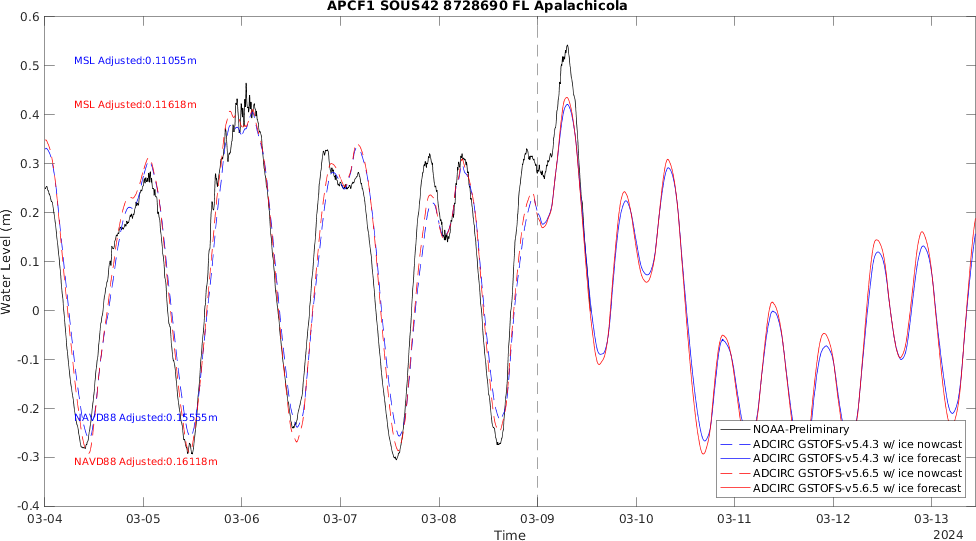 APCF1 SOUS42 8728690 FL Apalachicola
0.6
0.5
0.4
0.3
0.2
0.1
0
-0.1
-0.2
-0.3
-0.4
Water Level (m)
MSL Adjusted:0.11055m
MSL Adjusted:0.11618m
NAVD88 Adjusted:0.15555m
NAVD88 Adjusted:0.16118m
NOAA-Preliminary
ADCIRC GSTOFS-v5.4.3 w/ ice nowcast
ADCIRC GSTOFS-v5.4.3 w/ ice forecast
ADCIRC GSTOFS-v5.6.5 w/ ice nowcast
ADCIRC GSTOFS-v5.6.5 w/ ice forecast
03-04 03-05 03-06 03-07 03-08 03-09 03-10 03-11 03-12 03-13
Time
2024